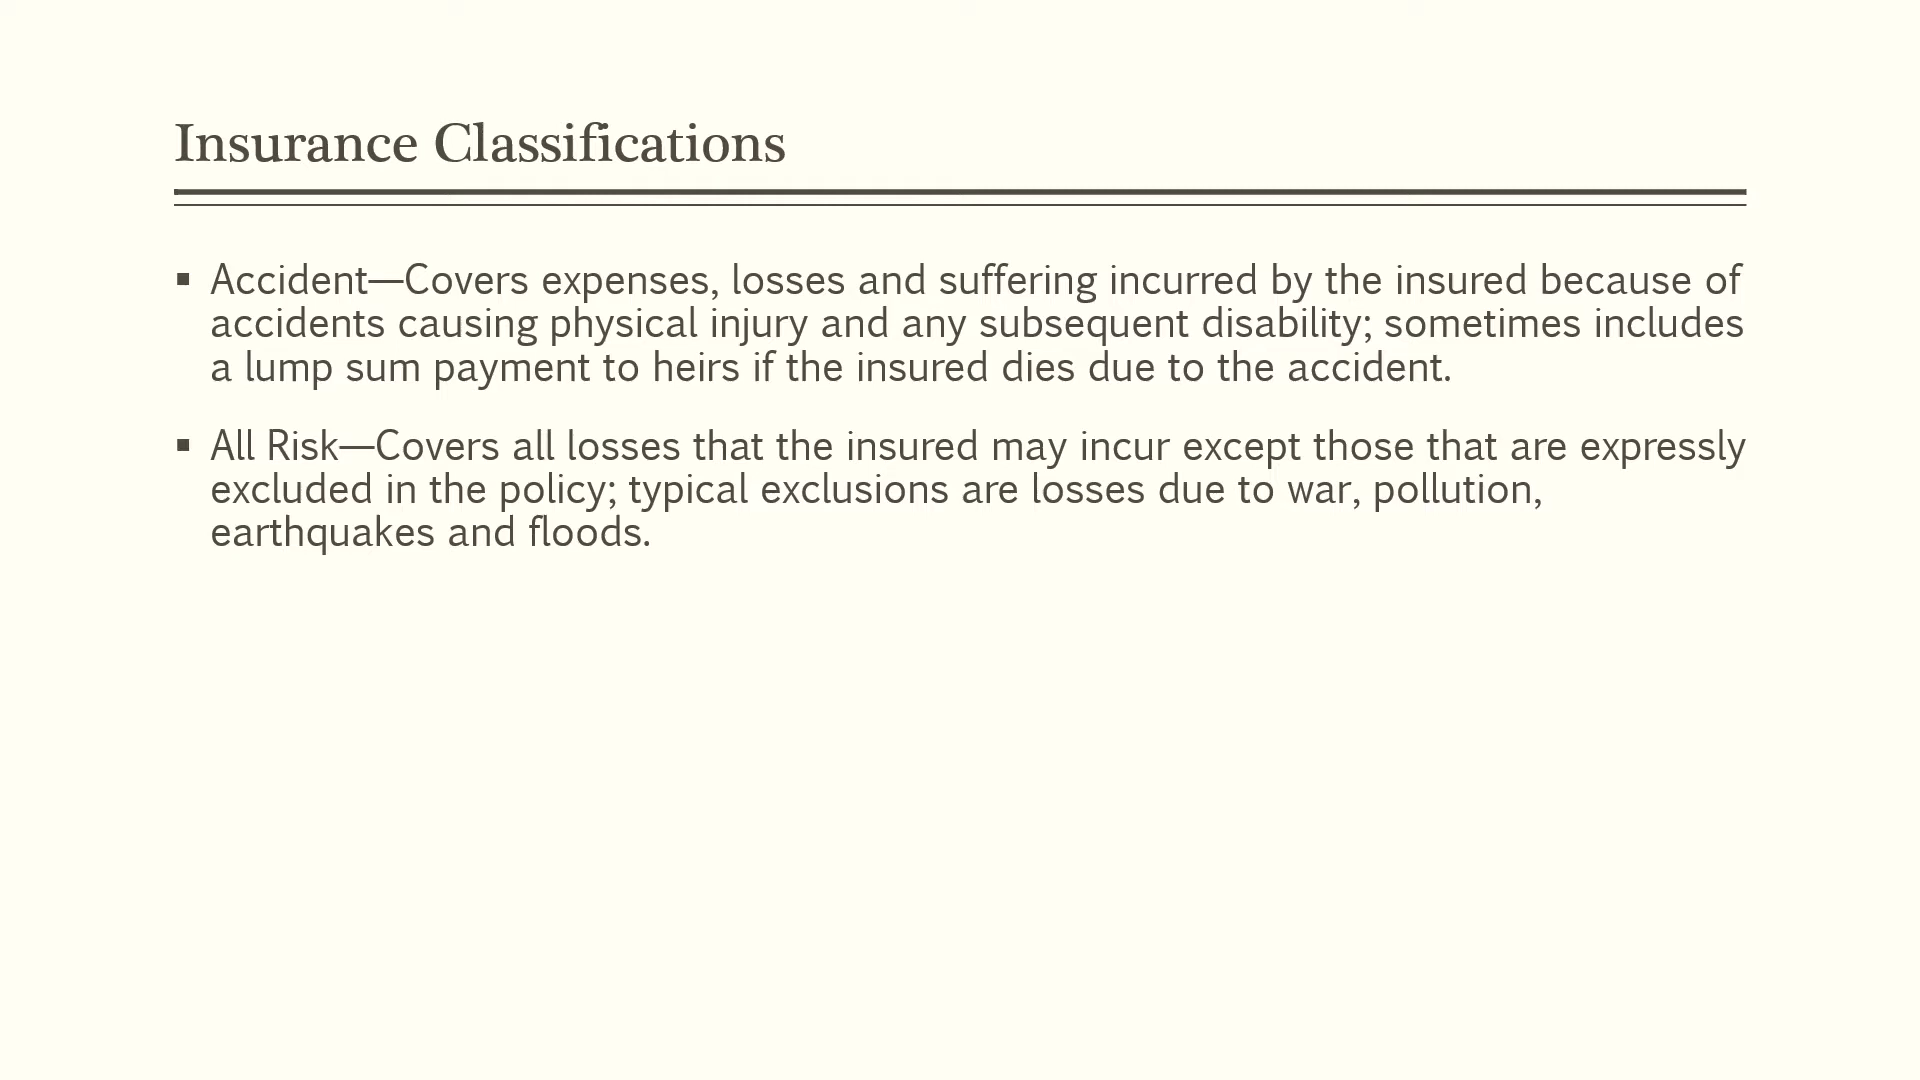 Insurance Classifications
▪ Accident—Covers expenses, losses and suffering incurred by the insured because of
accidents causing physical injury and any subsequent disability; sometimes includes
a lump sum payment to heirs if the insured dies due to the accident.
▪ All Risk—Covers all losses that the insured may incur except those that are expressly
excluded in the policy; typical exclusions are losses due to war, pollution,
earthquakes and floods.